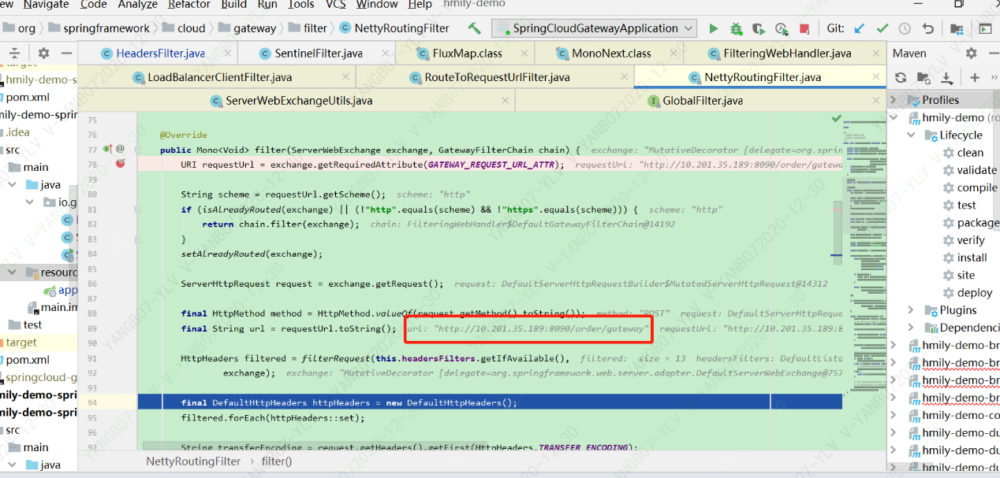 ew Navigate Code Analyze Refactor Build Run Tools VCS Window Help hmily-demo
org springframework cloud gateway filter NettyRoutingFilter SpringCloudGatewayApplication Git:
HeadersFilter.java SentinelFilter.java FluxMap.class MonoNext.class FilteringWebHandler.java Maven
LoadBalancerClientFilter.java RouteToRequestUrlFilter.java NettyRoutingFilter.java
ServerWebExchangeUtils.java GlobalFilter.java
target
hmily-demo-s
pom.xml
mily-demo-sprin
.idea
src
main
java
io.g
resourc
app
main.im
test
target
pom.xml
springcloud-g
mily-demo-spri
mily-demo-spri
src
main
java
75
76 @Override
77 public Mono<Void> filter(ServerWebExchange exchange, GatewayFilterChain chain) { exchange: "MutativeDecorator [delegate=org.sprin
78 URI requestUrl = exchange.getRequiredAttribute(GATEWAY_REQUEST_URL_ATTR); requestUrl: "http://10.201.35.189:8090/order/gatewa
79
80 String scheme = requestUrl.getScheme(); scheme: "http"
81 if (isAlreadyRouted(exchange) || (!"http".equals(scheme) && !"https".equals(scheme))) { scheme: "http"
82 return chain.filter(exchange); chain: FilteringWebHandler$DefaultGatewayFilterChain@14192
83 }
84 setAlreadyRouted(exchange);
85
86 ServerHttpRequest request = exchange.getRequest(); request: DefaultServerHttpRequestBuilder$MutatedServerHttpRequest@14312
87
88 final HttpMethod method = HttpMethod.valueOf(request.getMethod().toString()); method: "POST" request: DefaultServerHttpReque
89 final String url = requestUrl.toString(); url: "http://10.201.35.189:8090/order/gateway" requestUrl: "http://10.201.35.189:8
90
91 HttpHeaders filtered = filterRequest(this.headersFilters.getIfAvailable(), filtered: size = 13 headersFilters: DefaultLista
92 exchange); exchange: "MutativeDecorator [delegate=org.springframework.web.server.adapter.DefaultServerWebExchange@757
93
94 final DefaultHttpHeaders httpHeaders = new DefaultHttpHeaders();
95 filtered.forEach(httpHeaders::set);
96
97 String transferEncoding = request.getHeaders().getFirst(HttpHeaders.TRANSFER_ENCODING);
NettyRoutingFilter filter()
Profiles
hmily-demo (ro
Lifecycle
clean
validate
compile
test
package
verify
install
site
deploy
Plugins
Dependenci
hmily-demo-br
hmily-demo-br
hmily-demo-br
hmily-demo-br
hmily-demo-co
hmily-demo-du
hmily-demo-du
hmily-demo-du